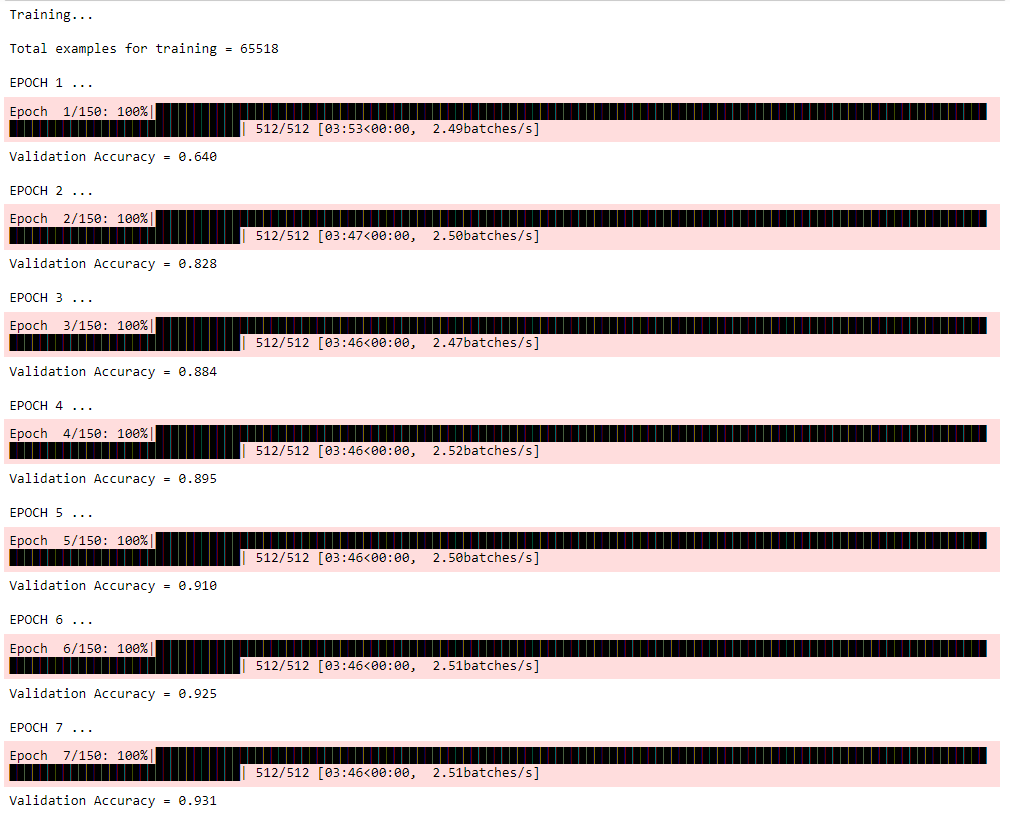 Training...
Total examples for training = 65518
EPOCH 1 ...
Epoch  1/150: 100%|
| 512/512 [03:53<00:00,  2.49batches/s]
Validation Accuracy = 0.640
EPOCH 2 ...
Epoch  2/150: 100%|
| 512/512 [03:47<00:00,  2.50batches/s]
Validation Accuracy = 0.828
EPOCH 3 ...
Epoch  3/150: 100%|
| 512/512 [03:46<00:00,  2.47batches/s]
Validation Accuracy = 0.884
EPOCH 4 ...
Epoch  4/150: 100%|
| 512/512 [03:46<00:00,  2.52batches/s]
Validation Accuracy = 0.895
EPOCH 5 ...
Epoch  5/150: 100%|
| 512/512 [03:46<00:00,  2.50batches/s]
Validation Accuracy = 0.910
EPOCH 6 ...
Epoch  6/150: 100%|
| 512/512 [03:46<00:00,  2.51batches/s]
Validation Accuracy = 0.925
EPOCH 7 ...
Epoch  7/150: 100%|
| 512/512 [03:46<00:00,  2.51batches/s]
Validation Accuracy = 0.931